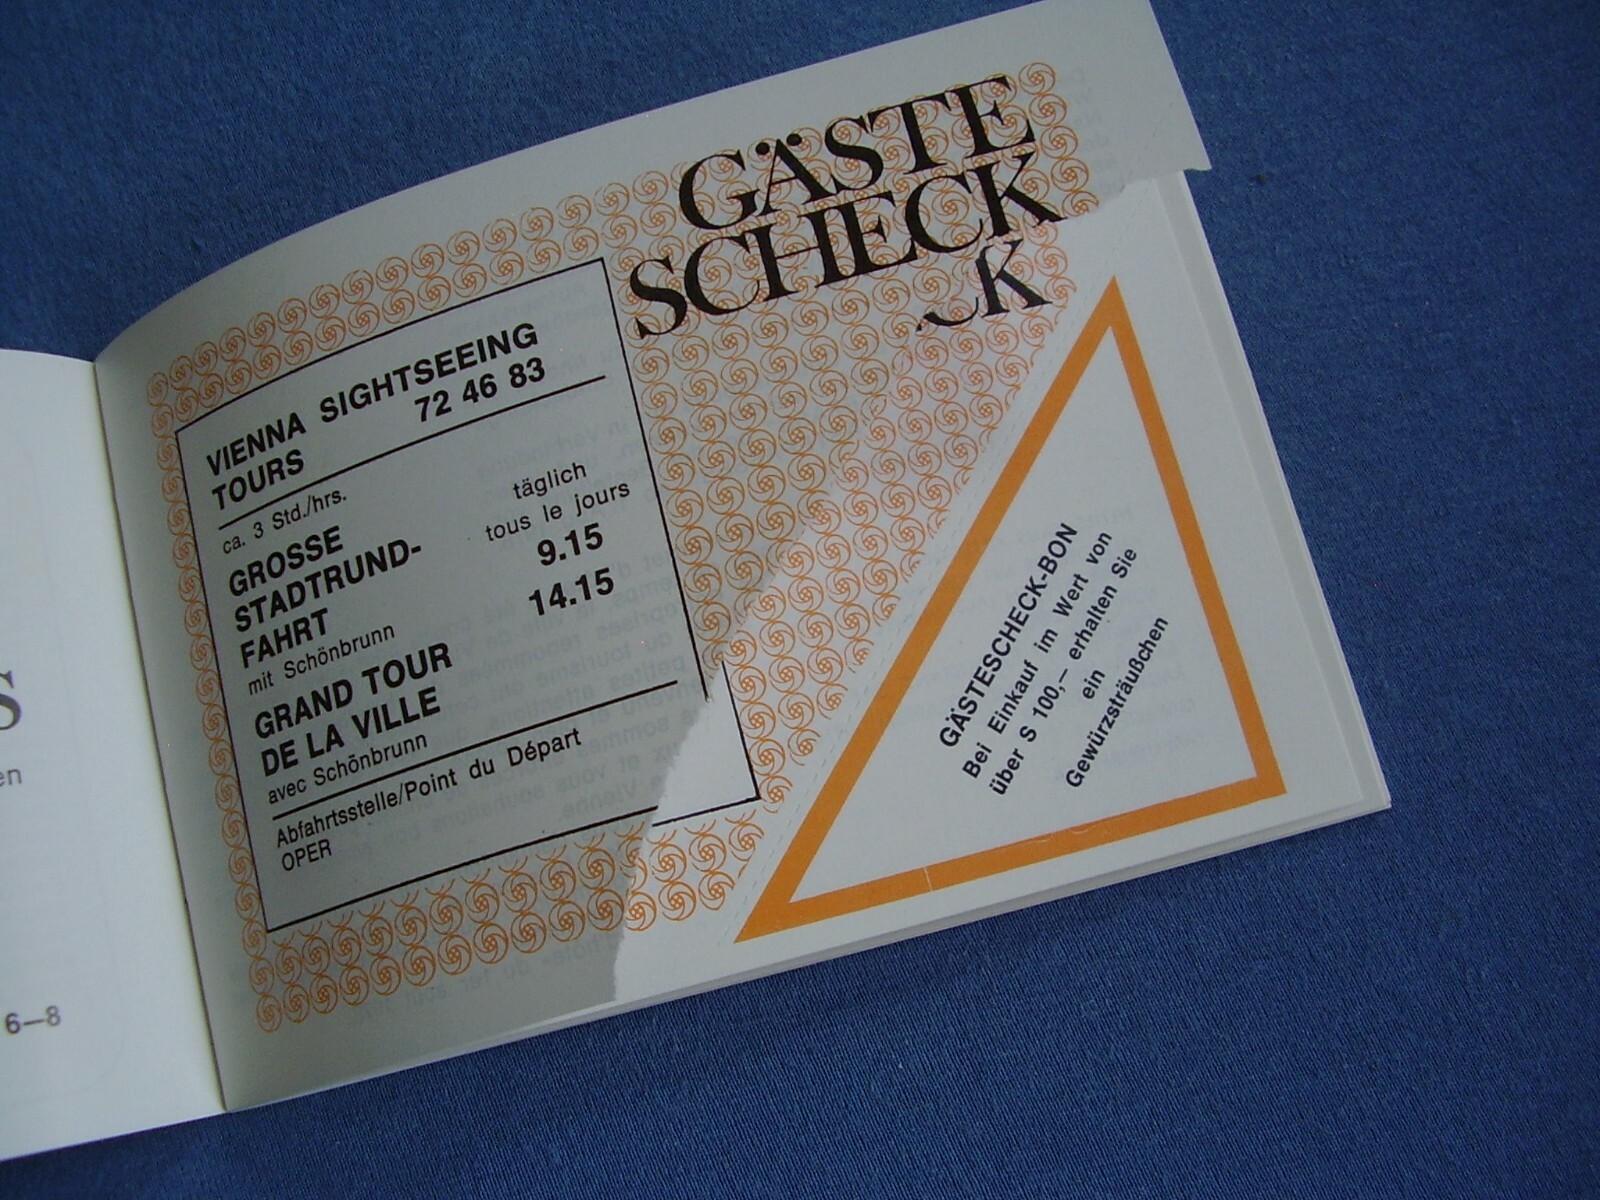 GÄSTE
SCHECK
CK
VIENNA SIGHTSEEING
TOURS 72 46 83
ca. 3 Std./hrs.
täglich
tous le jours
GROSSE
STADTRUND-
FAHRT
9.15
14.15
mit Schönbrunn
GRAND TOUR
DE LA VILLE
avec Schönbrunn
Abfahrtsstelle/Point du Départ
OPER
GÄSTESCHECK-BON
Bei Einkauf im Wert von
über S 100,– erhalten Sie
ein
Gewürzsträußchen
S
en
6—8